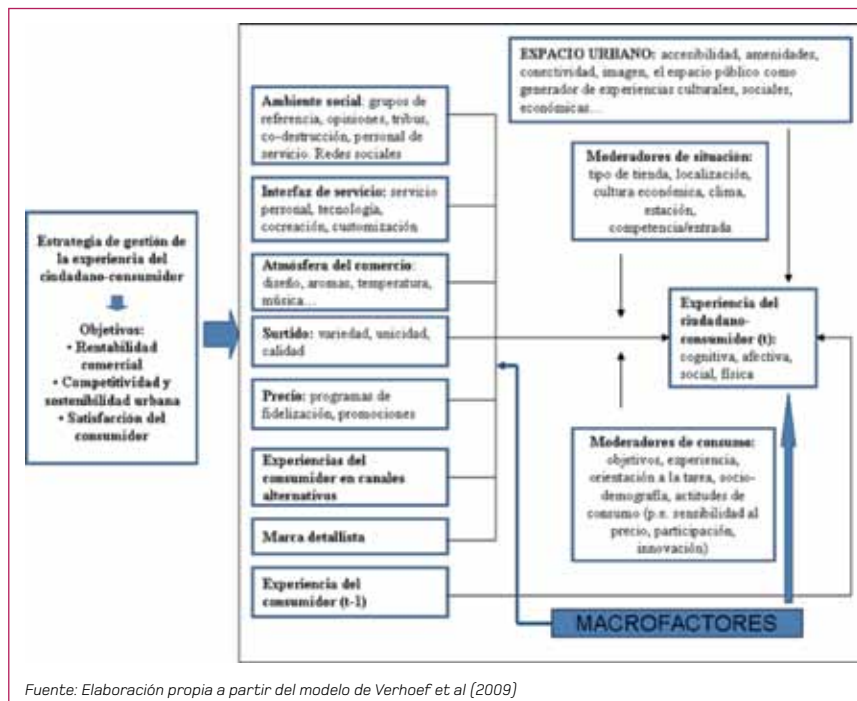 Estrategia de gestión de
la experiencia del
ciudadano-consumidor
Objetivos:
• Rentabilidad
comercial
• Competitividad y
sostenibilidad urbana
• Satisfacción del
consumidor
Ambiente social: grupos de
referencia, opiniones, tribus,
co-destrucción, personal de
servicio. Redes sociales
Interfaz de servicio: servicio
personal, tecnología,
cocreación, customización
Atmósfera del comercio:
diseño, aromas, temperatura,
música…
Surtido: variedad, unicidad,
calidad
Precio: programas de
fidelización, promociones
Experiencias del
consumidor en canales
alternativos
Marca detallista
Experiencia del
consumidor (t-1)
ESPACIO URBANO: accesibilidad, amenidades,
conectividad, imagen, el espacio público como
generador de experiencias culturales, sociales,
económicas…
Moderadores de situación:
tipo de tienda, localización,
cultura económica, clima,
estación,
competencia/entrada
Experiencia del
ciudadano-
consumidor (t):
cognitiva, afectiva,
social, física
Moderadores de consumo:
objetivos, experiencia,
orientación a la tarea, socio-
demografía, actitudes de
consumo (p.e. sensibilidad al
precio, participación,
innovación)
MACROFACTORES
Fuente: Elaboración propia a partir del modelo de Verhoef et al (2009)